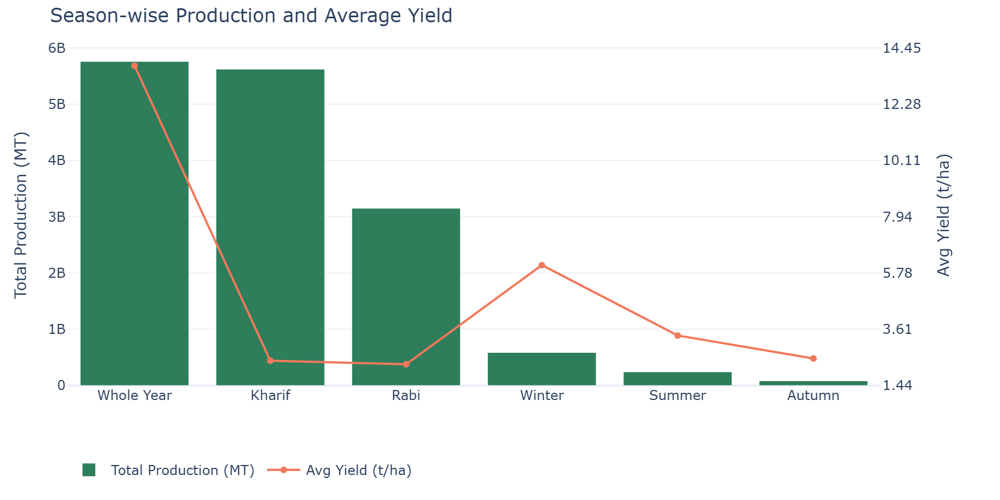 Season-wise Production and Average Yield
6B
5B
4B
3B
2B
1B
0
Total Production (MT)
14.45
12.28
10.11
7.94
5.78
3.61
1.44
Avg Yield (t/ha)
Whole Year
Kharif
Rabi
Winter
Summer
Autumn
Total Production (MT)
Avg Yield (t/ha)